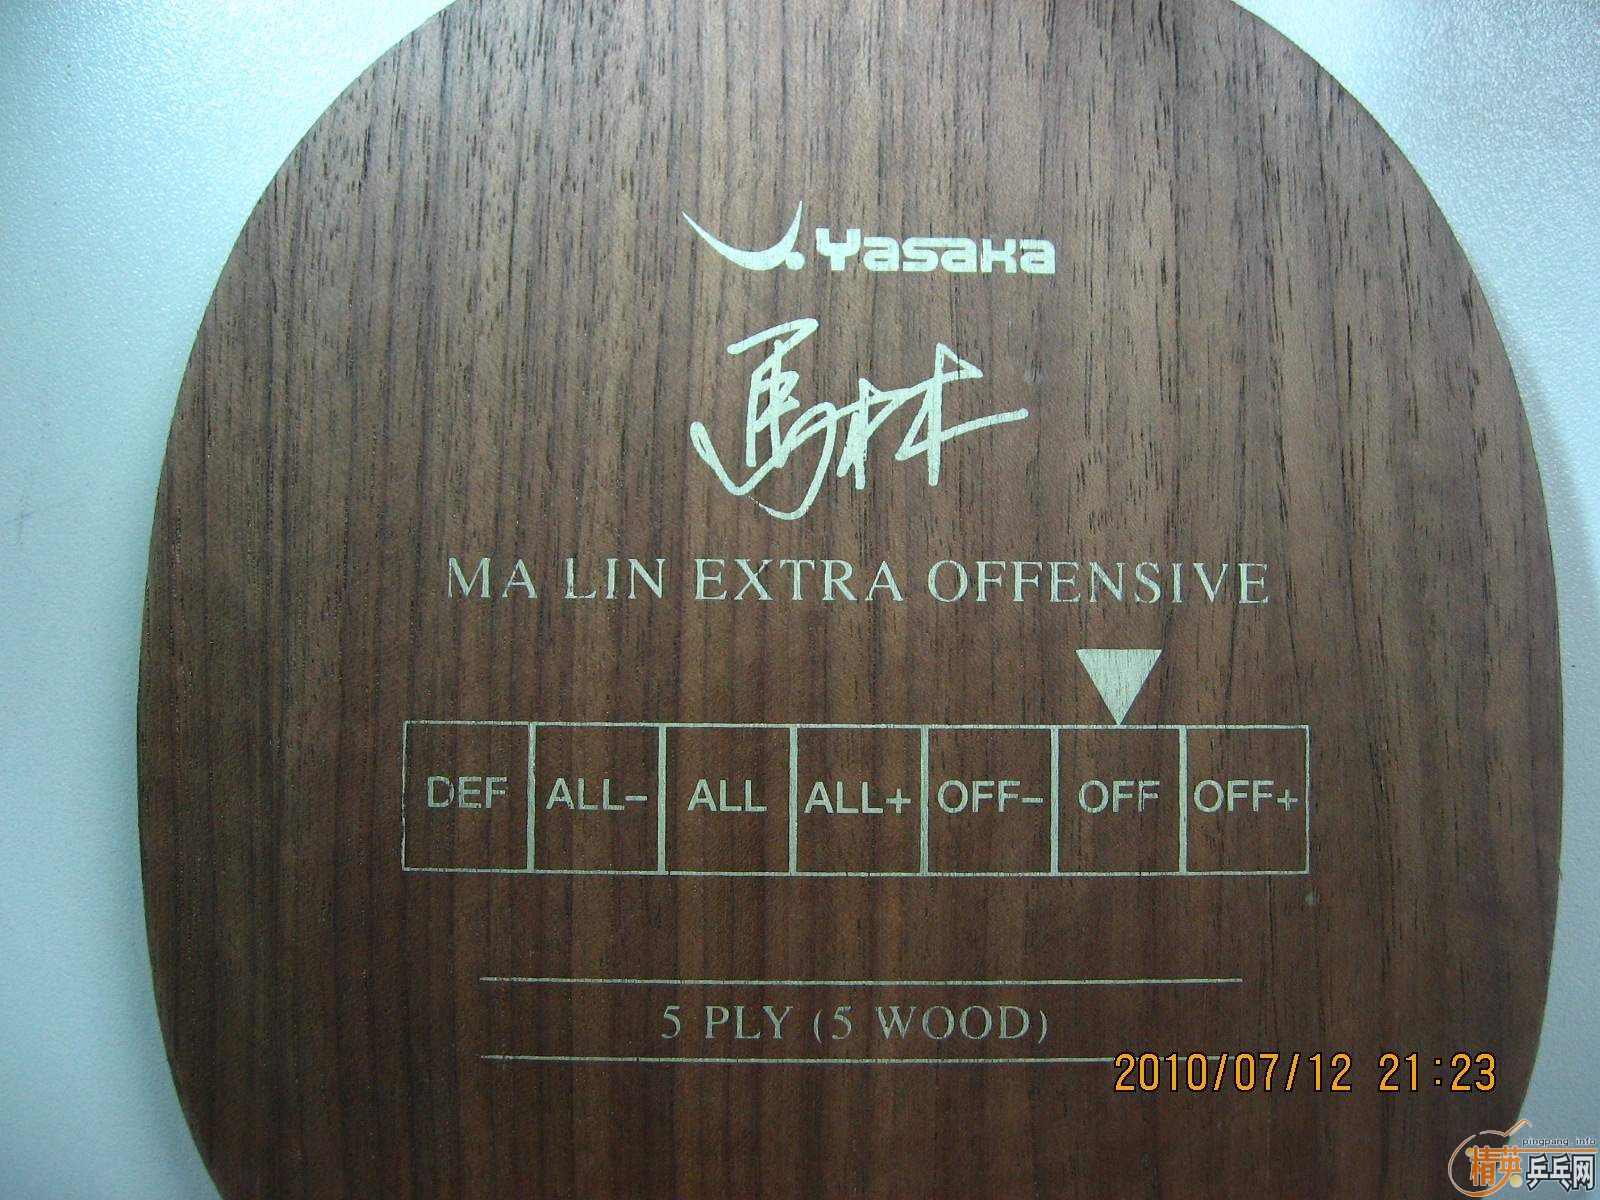 Yasaka
馬林
MA LIN EXTRA OFFENSIVE
DEF ALL- ALL ALL+ OFF- OFF OFF+
5 PLY (5 WOOD)
2010/07/12 21:23
pingpang.info
精英乒乓网